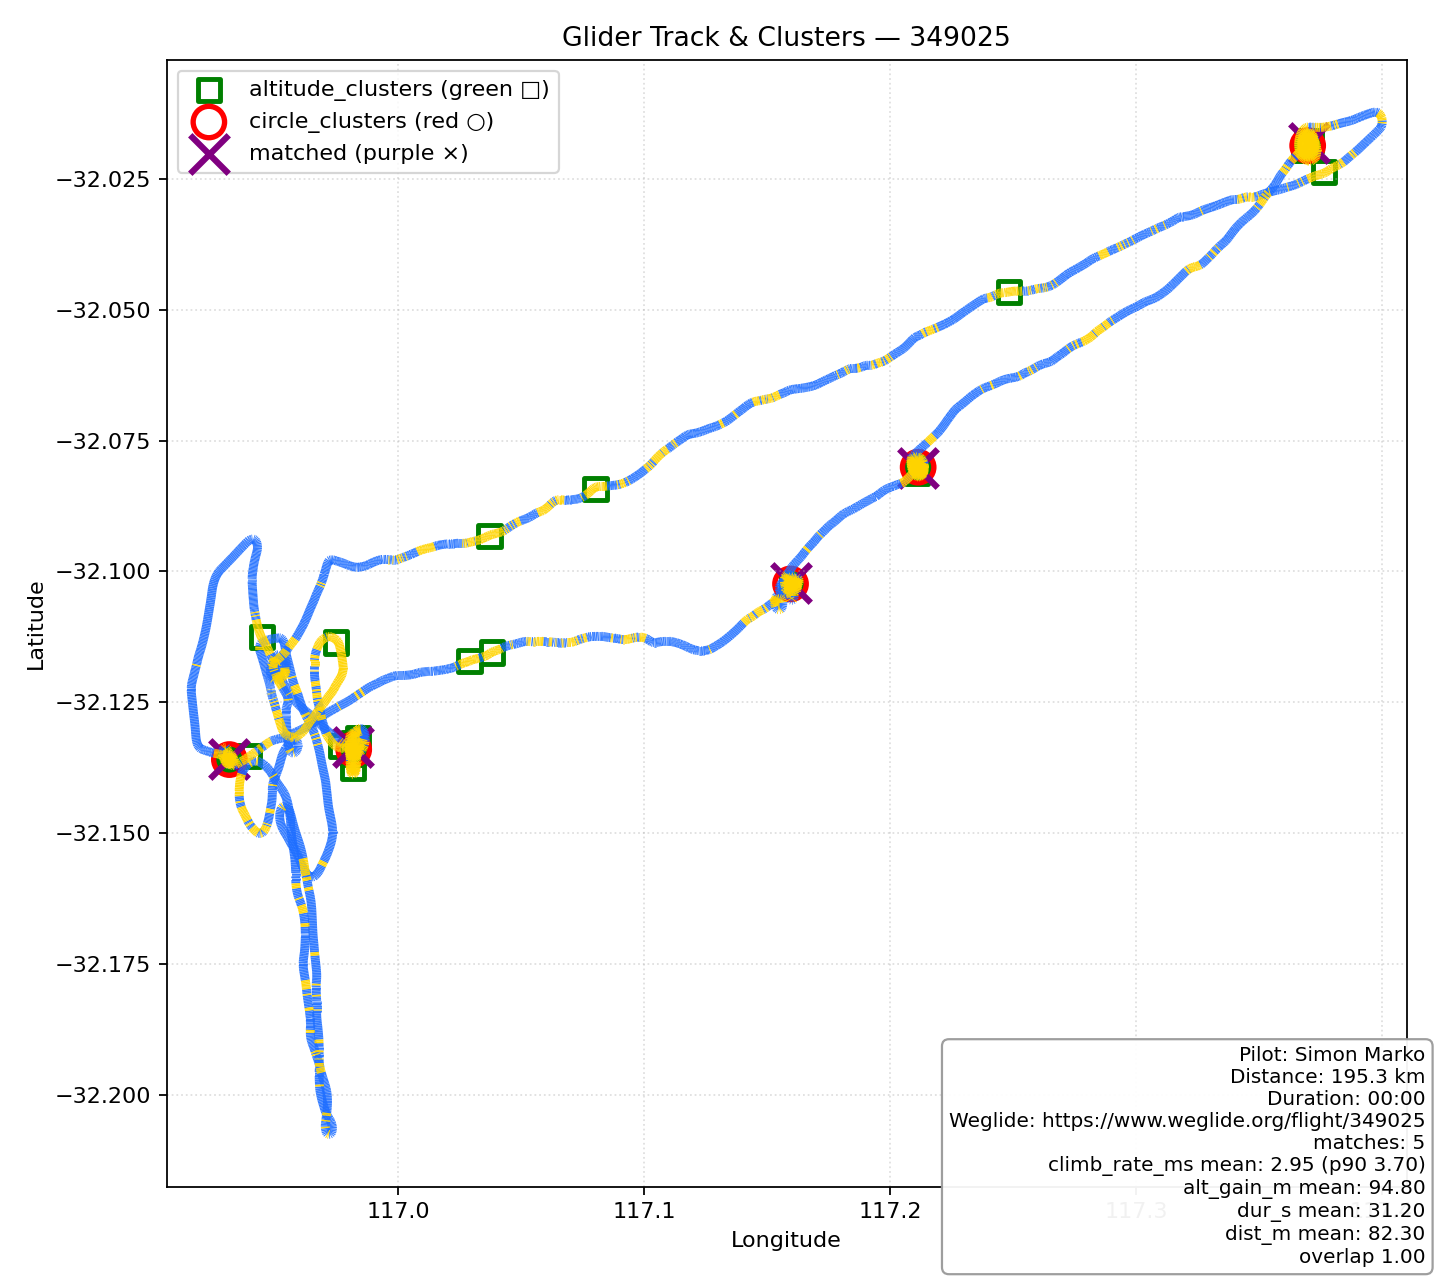 Glider Track & Clusters — 349025
altitude_clusters (green □)
circle_clusters (red ○)
matched (purple ×)
Latitude
−32.025
−32.050
−32.075
−32.100
−32.125
−32.150
−32.175
−32.200
117.0
117.1
117.2
117.3
Longitude
Pilot: Simon Marko
Distance: 195.3 km
Duration: 00:00
Weglide: https://www.weglide.org/flight/349025
matches: 5
climb_rate_ms mean: 2.95 (p90 3.70)
alt_gain_m mean: 94.80
dur_s mean: 31.20
dist_m mean: 82.30
overlap 1.00